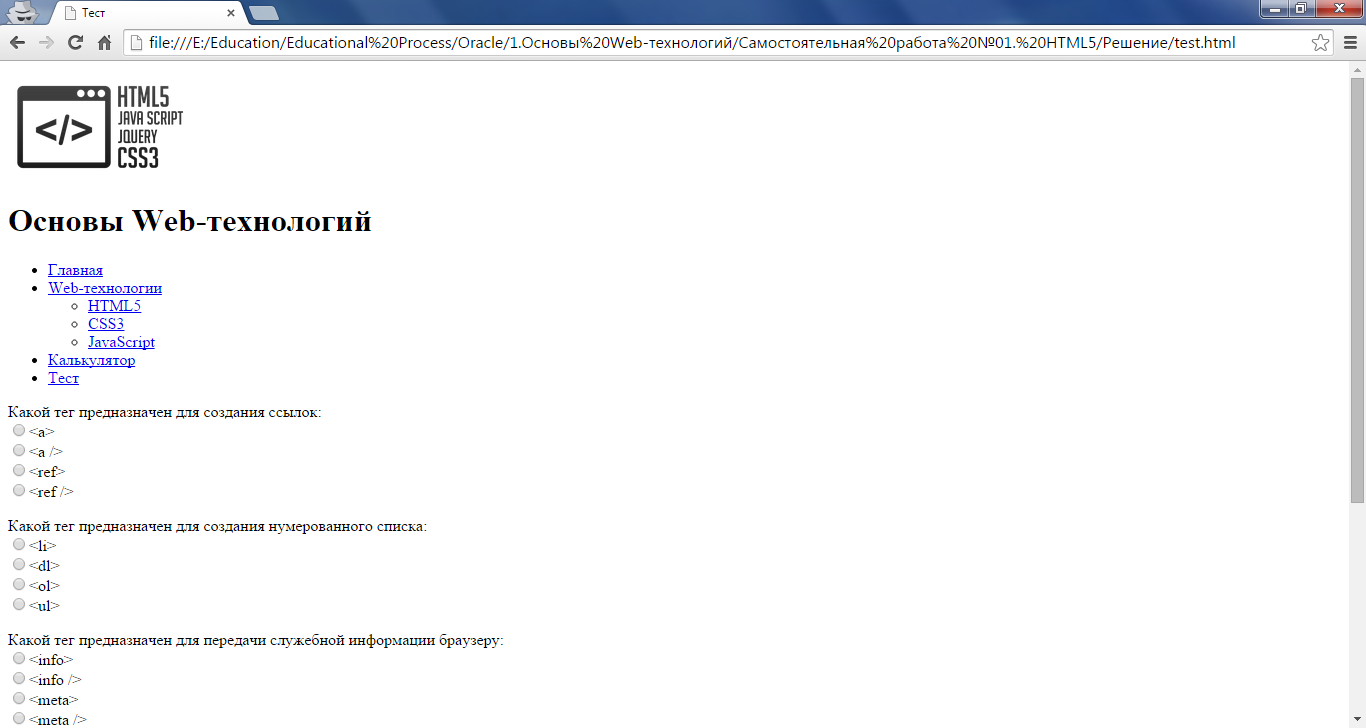 Тест
file:///E:/Education/Educational%20Process/Oracle/1.Основы%20Web-технологий/Самостоятельная%20работа%20№01.%20HTML5/Решение/test.html
</>
HTML5
JAVA SCRIPT
JQUERY
CSS3
Основы Web-технологий
Главная
Web-технологии
HTML5
CSS3
JavaScript
Калькулятор
Тест
Какой тег предназначен для создания ссылок:
<a>
<a />
<ref>
<ref />
Какой тег предназначен для создания нумерованного списка:
<li>
<dl>
<ol>
<ul>
Какой тег предназначен для передачи служебной информации браузеру:
<info>
<info />
<meta>
<meta />